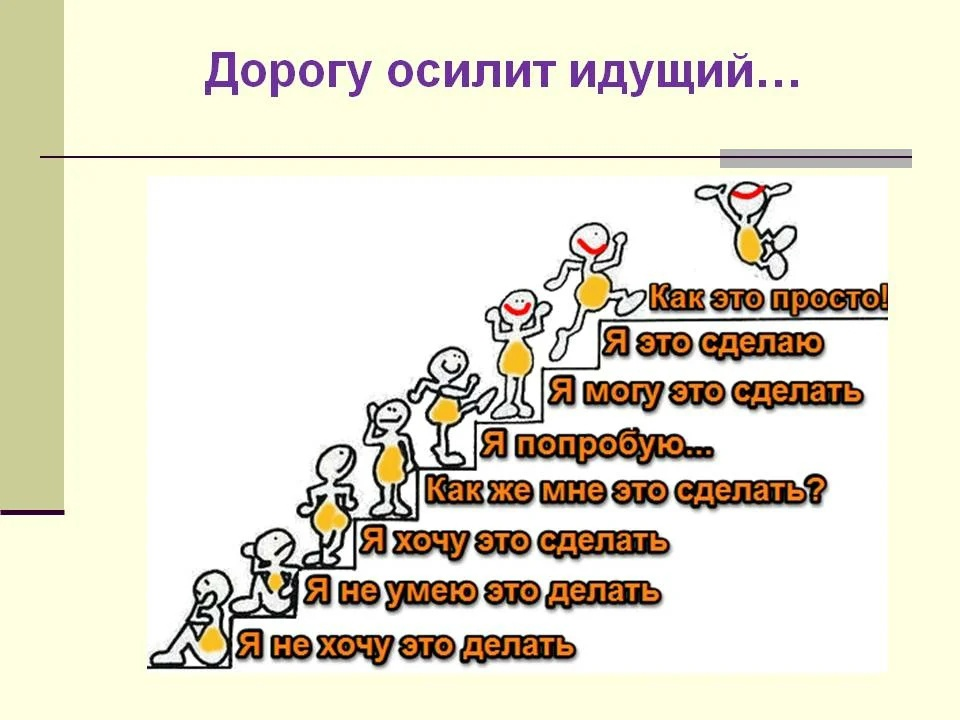 Дорогу осилит идущий...
Как это просто!
Я это сделаю
Я могу это сделать
Я попробую...
Как же мне это сделать?
Я хочу это сделать
Я не умею это делать
Я не хочу это делать